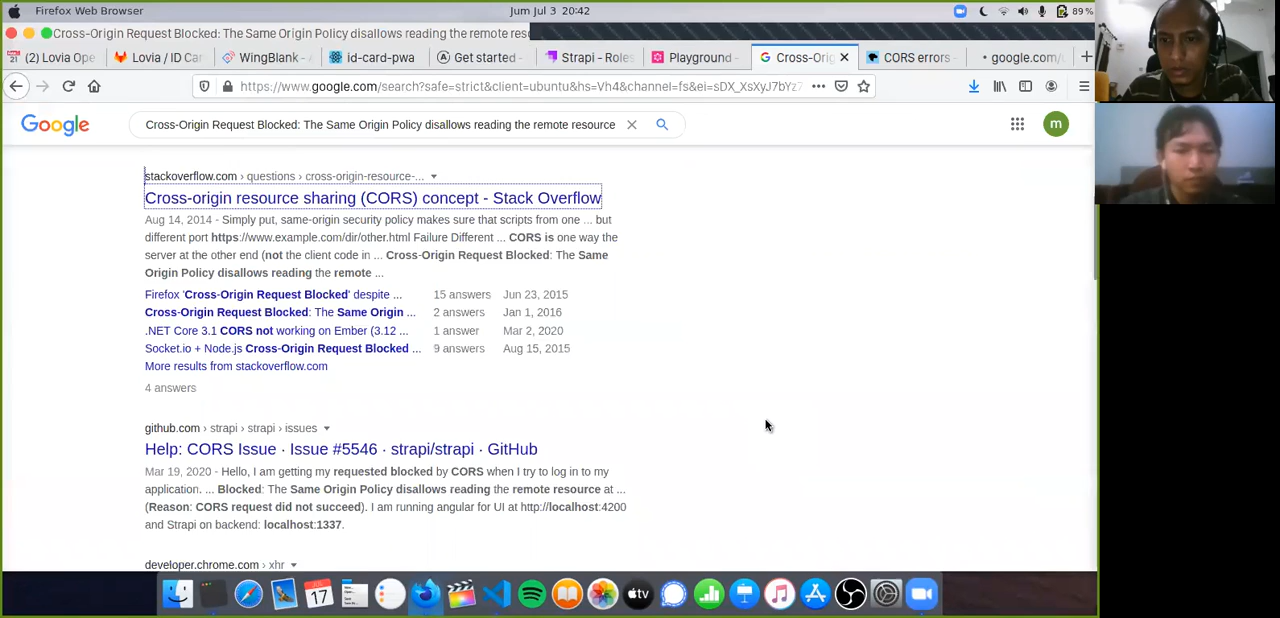 Firefox Web Browser
Jum Jul 3 20:42
89 %
Cross-Origin Request Blocked: The Same Origin Policy disallows reading the remote reso
(2) Lovia Ope
Lovia / ID Car
WingBlank -
id-card-pwa
Get started -
Strapi - Roles
Playground -
Cross-Orig
CORS errors -
google.com/
https://www.google.com/search?safe=strict&client=ubuntu&hs=Vh4&channel=fs&ei=sDX_XsXyJ7bYz7
Google
Cross-Origin Request Blocked: The Same Origin Policy disallows reading the remote resource
m
stackoverflow.com › questions › cross-origin-resource-...
Cross-origin resource sharing (CORS) concept - Stack Overflow
Aug 14, 2014 - Simply put, same-origin security policy makes sure that scripts from one ... but
different port https://www.example.com/dir/other.html Failure Different ... CORS is one way the
server at the other end (not the client code in ... Cross-Origin Request Blocked: The Same
Origin Policy disallows reading the remote ...
Firefox 'Cross-Origin Request Blocked' despite ... 15 answers Jun 23, 2015
Cross-Origin Request Blocked: The Same Origin ... 2 answers Jan 1, 2016
.NET Core 3.1 CORS not working on Ember (3.12 ... 1 answer Mar 2, 2020
Socket.io + Node.js Cross-Origin Request Blocked ... 9 answers Aug 15, 2015
More results from stackoverflow.com
4 answers
github.com › strapi › strapi › issues
Help: CORS Issue · Issue #5546 · strapi/strapi · GitHub
Mar 19, 2020 - Hello, I am getting my requested blocked by CORS when I try to log in to my
application. ... Blocked: The Same Origin Policy disallows reading the remote resource at ...
(Reason: CORS request did not succeed). I am running angular for UI at http://localhost:4200
and Strapi on backend: localhost:1337.
developer.chrome.com › xhr
17
tv